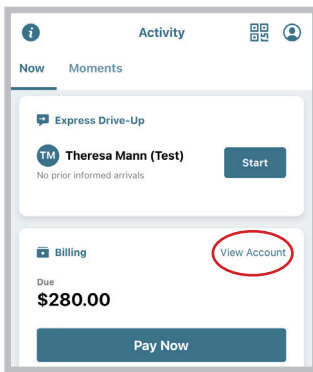 Activity
Now Moments
Express Drive-Up
TM Theresa Mann (Test)
No prior informed arrivals
Start
Billing View Account
Due
$280.00
Pay Now